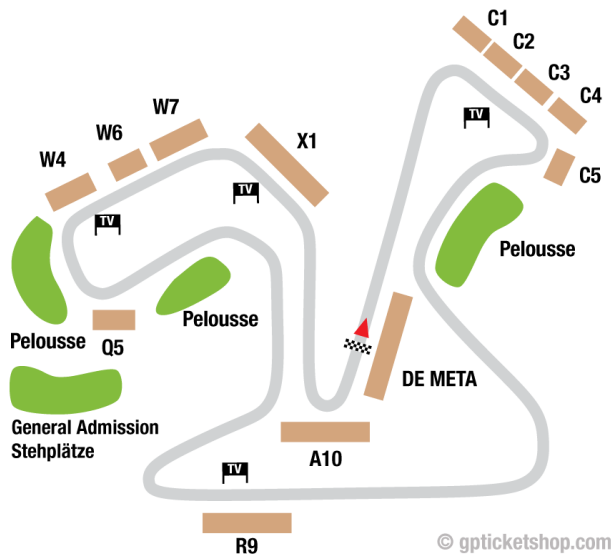 C1
C2
C3
C4
C5
W7
W6
W4
X1
TV
TV
TV
Pelousse
Pelousse
Pelousse
Q5
DE META
General Admission
Stehplätze
A10
TV
R9
© gpticketshop.com